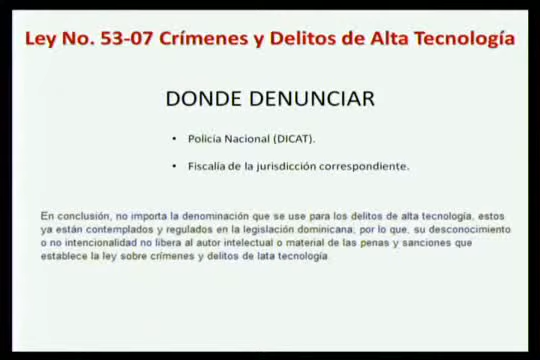 Ley No. 53-07 Crímenes y Delitos de Alta Tecnología
DONDE DENUNCIAR
• Policía Nacional (DICAT).
• Fiscalía de la jurisdicción correspondiente.
En conclusión, no importa la denominación que se use para los delitos de alta tecnología, estos
ya están contemplados y regulados en la legislación dominicana, por lo que, su desconocimiento
o no intencionalidad no libera al autor intelectual o material de las penas y sanciones que
establece la ley sobre crímenes y delitos de lata tecnología